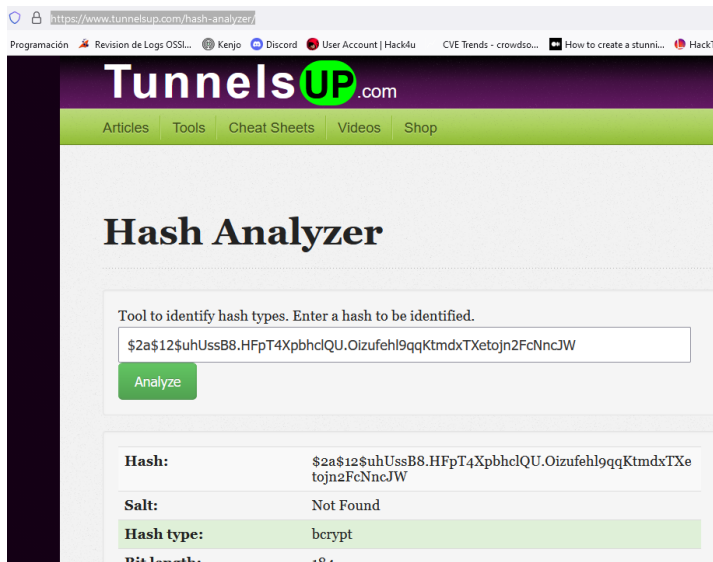 https://www.tunnelsup.com/hash-analyzer/
Programación Revision de Logs OSSI... Kenjo Discord User Account | Hack4u CVE Trends - crowdso... How to create a stunni... HackT
TunnelsUP.com
Articles Tools Cheat Sheets Videos Shop
Hash Analyzer
Tool to identify hash types. Enter a hash to be identified.
$2a$12$uhUssB8.HFpT4XpbhclQU.Oizufehl9qqKtmdxTXetojn2FcNncJW
Analyze
Hash: $2a$12$uhUssB8.HFpT4XpbhclQU.Oizufehl9qqKtmdxTXe
tojn2FcNncJW
Salt: Not Found
Hash type: bcrypt
Bit length: 184